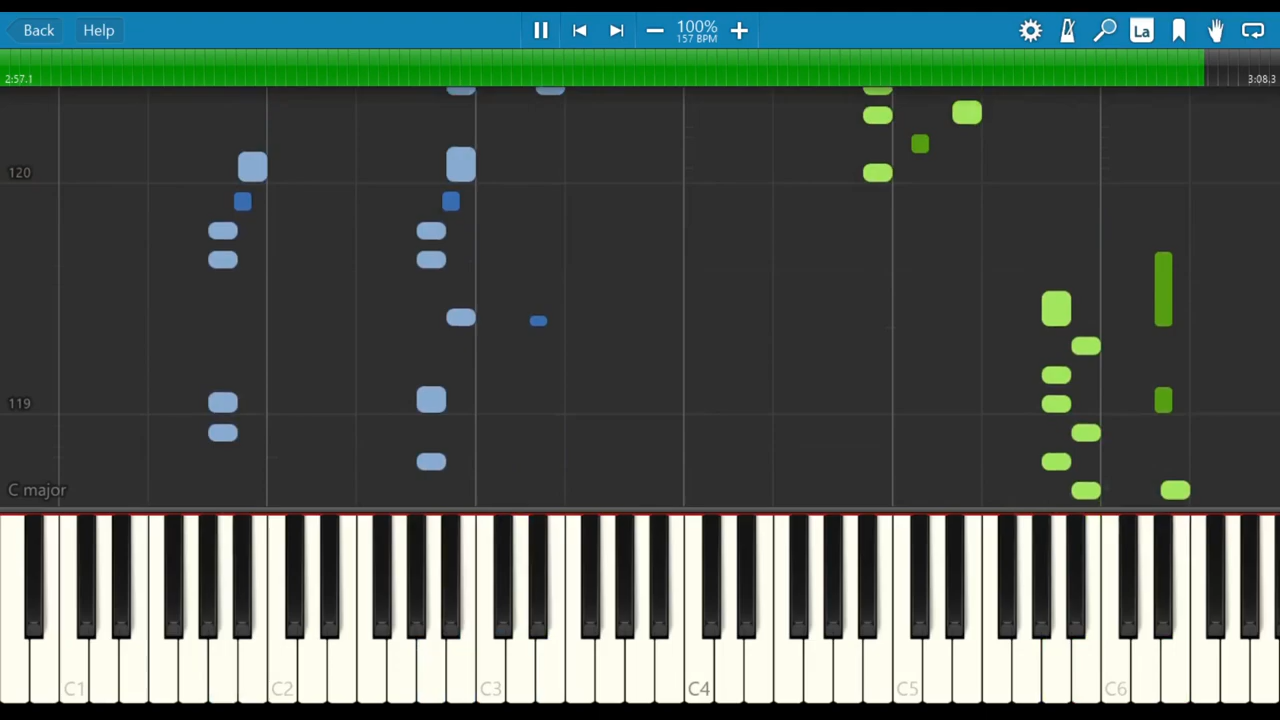 Back Help 100% La
157 BPM
2:57.1 3:08.3
120
119
C major
C1 C2 C3 C4 C5 C6